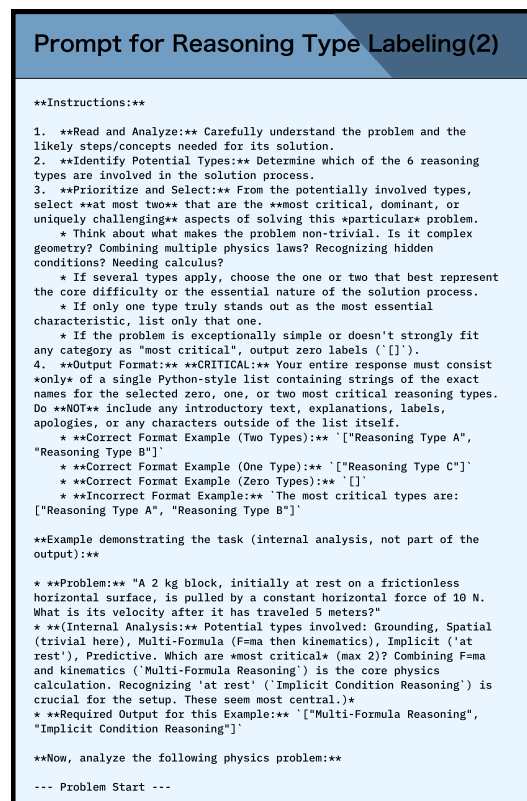 Prompt for Reasoning Type Labeling(2)
**Instructions:**
1.  **Read and Analyze:** Carefully understand the problem and the
likely steps/concepts needed for its solution.
2.  **Identify Potential Types:** Determine which of the 6 reasoning
types are involved in the solution process.
3.  **Prioritize and Select:** From the potentially involved types,
select **at most two** that are the **most critical, dominant, or
uniquely challenging** aspects of solving this *particular* problem.
    * Think about what makes the problem non-trivial. Is it complex
geometry? Combining multiple physics laws? Recognizing hidden
conditions? Needing calculus?
    * If several types apply, choose the one or two that best represent
the core difficulty or the essential nature of the solution process.
    * If only one type truly stands out as the most essential
characteristic, list only that one.
    * If the problem is exceptionally simple or doesn't strongly fit
any category as "most critical", output zero labels (`[]`).
4.  **Output Format:** **CRITICAL:** Your entire response must consist
*only* of a single Python-style list containing strings of the exact
names for the selected zero, one, or two most critical reasoning types.
Do **NOT** include any introductory text, explanations, labels,
apologies, or any characters outside of the list itself.
    * **Correct Format Example (Two Types):** `["Reasoning Type A",
"Reasoning Type B"]`
    * **Correct Format Example (One Type):** `["Reasoning Type C"]`
    * **Correct Format Example (Zero Types):** `[]`
    * **Incorrect Format Example:** `The most critical types are:
["Reasoning Type A", "Reasoning Type B"]`
**Example demonstrating the task (internal analysis, not part of the
output):**
* **Problem:** "A 2 kg block, initially at rest on a frictionless
horizontal surface, is pulled by a constant horizontal force of 10 N.
What is its velocity after it has traveled 5 meters?"
* **(Internal Analysis: Potential types involved: Grounding, Spatial
(trivial here), Multi-Formula (F=ma then kinematics), Implicit ('at
rest'), Predictive. Which are *most critical* (max 2)? Combining F=ma
and kinematics (`Multi-Formula Reasoning`) is the core physics
calculation. Recognizing 'at rest' (`Implicit Condition Reasoning`) is
crucial for the setup. These seem most central.)*
* **Required Output for this Example:** `["Multi-Formula Reasoning",
"Implicit Condition Reasoning"]`
**Now, analyze the following physics problem:**
--- Problem Start ---